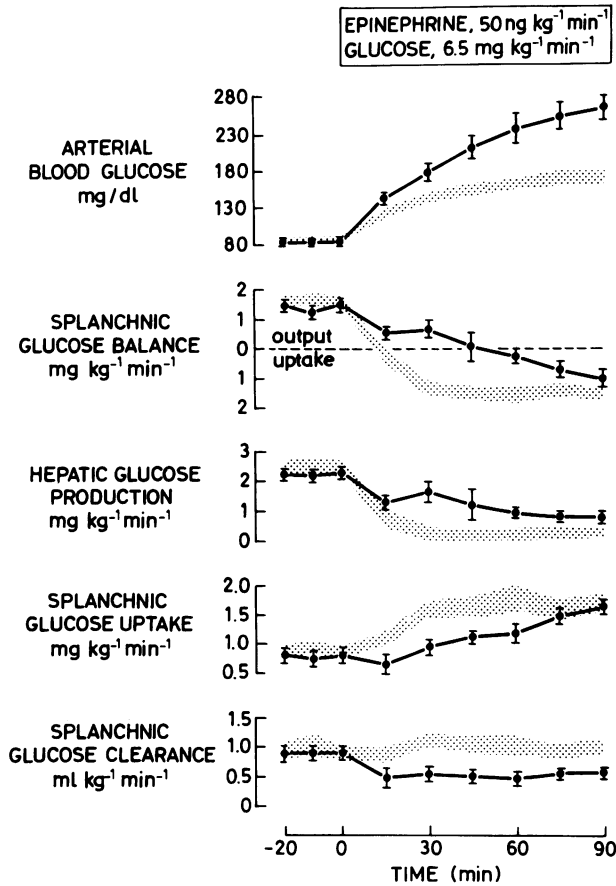 EPINEPHRINE, 50 ng kg⁻¹ min⁻¹
GLUCOSE, 6.5 mg kg⁻¹ min⁻¹
ARTERIAL
BLOOD GLUCOSE
mg/dl
280
230
180
130
80
SPLANCHNIC
GLUCOSE BALANCE
mg kg⁻¹ min⁻¹
2
1
0
1
2
output
uptake
HEPATIC GLUCOSE
PRODUCTION
mg kg⁻¹ min⁻¹
3
2
1
0
SPLANCHNIC
GLUCOSE UPTAKE
mg kg⁻¹ min⁻¹
2.0
1.5
1.0
0.5
SPLANCHNIC
GLUCOSE CLEARANCE
ml kg⁻¹ min⁻¹
1.5
1.0
0.5
0
-20 0 30 60 90
TIME (min)